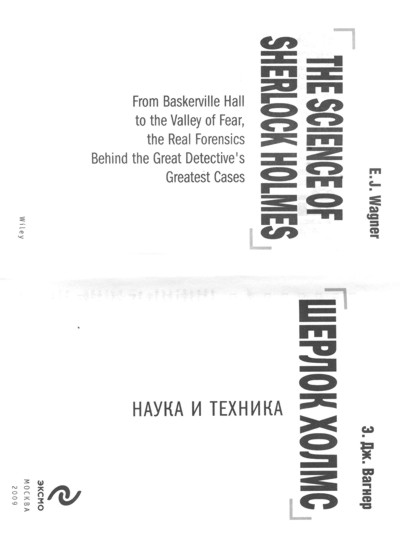 E.J. Wagner
THE SCIENCE OF
SHERLOCK HOLMES
From Baskerville Hall
to the Valley of Fear,
the Real Forensics
Behind the Great Detective's
Greatest Cases
Wiley
Э. Дж. Вагнер
ШЕРЛОК ХОЛМС
НАУКА И ТЕХНИКА
ЭКСМО
МОСКВА
2009